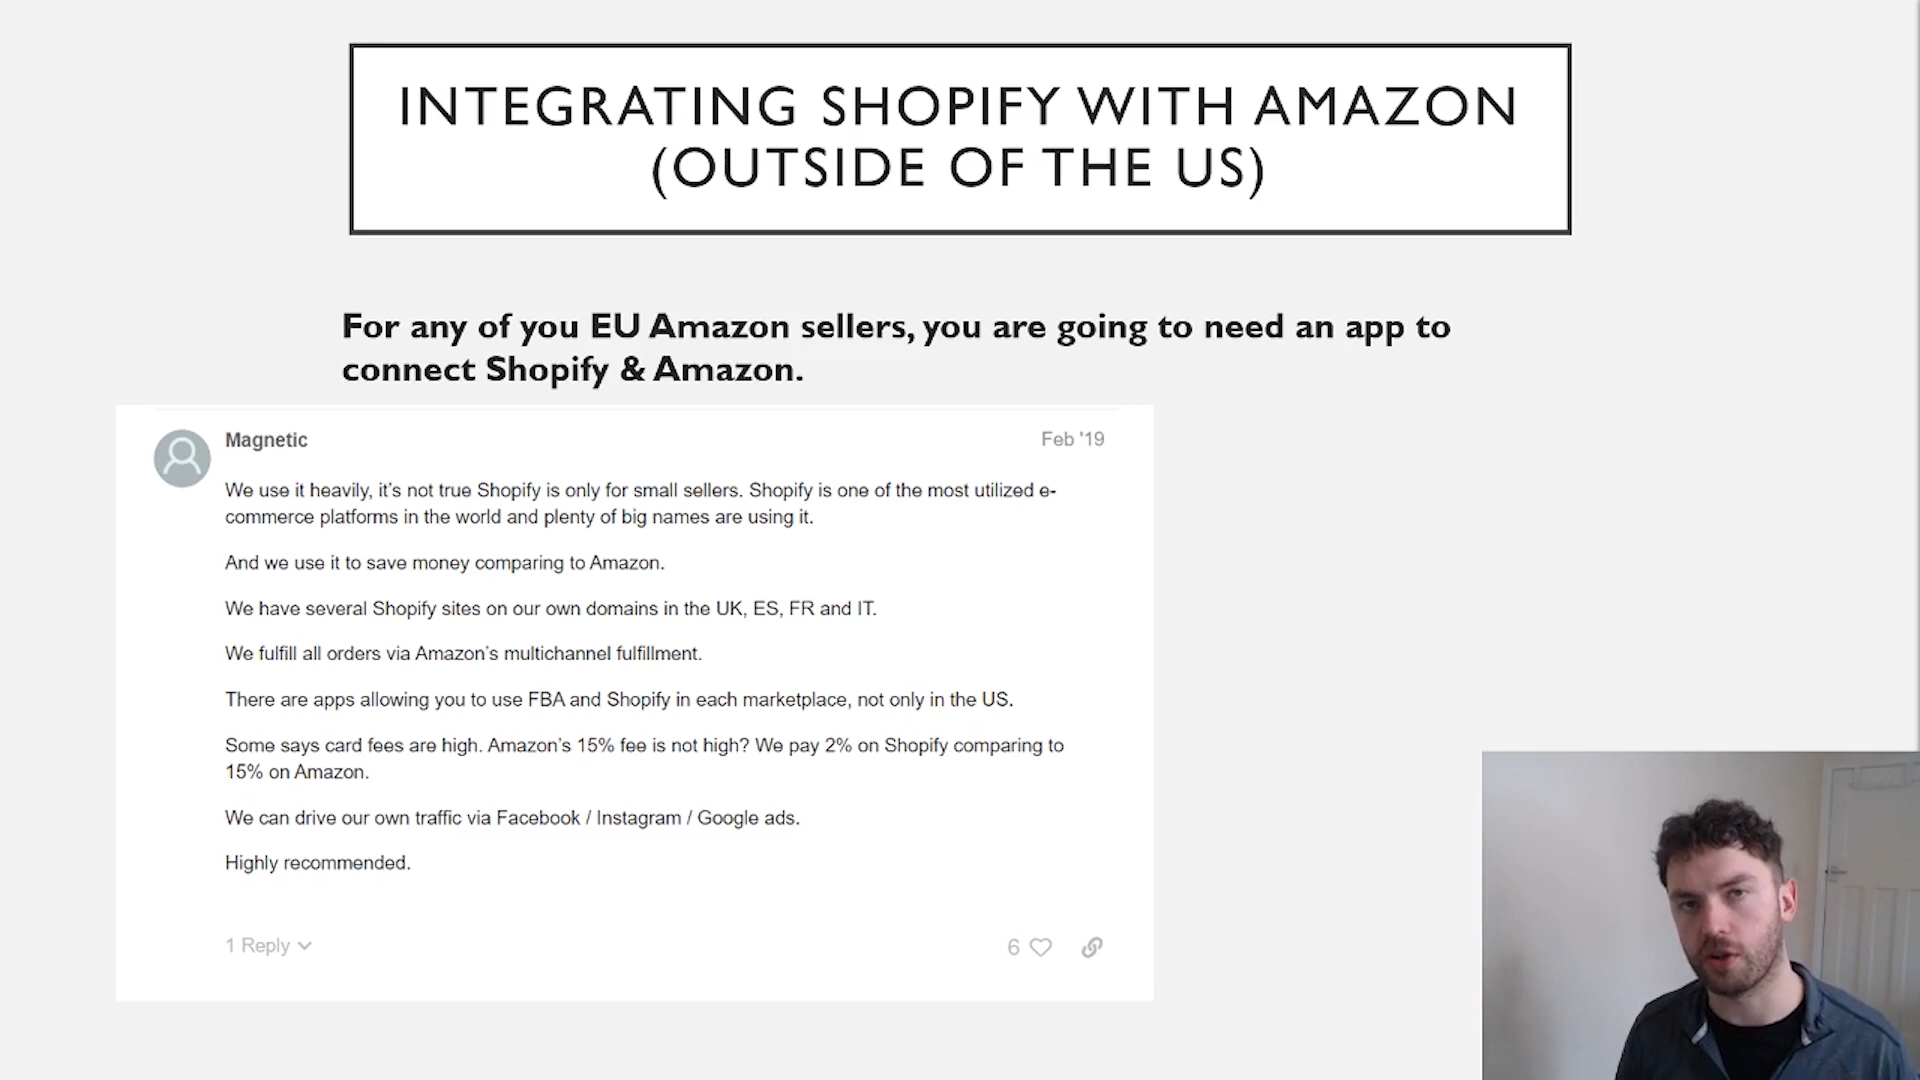 INTEGRATING SHOPIFY WITH AMAZON
(OUTSIDE OF THE US)
For any of you EU Amazon sellers, you are going to need an app to
connect Shopify & Amazon.
Magnetic
Feb '19
We use it heavily, it’s not true Shopify is only for small sellers. Shopify is one of the most utilized e-
commerce platforms in the world and plenty of big names are using it.
And we use it to save money comparing to Amazon.
We have several Shopify sites on our own domains in the UK, ES, FR and IT.
We fulfill all orders via Amazon’s multichannel fulfillment.
There are apps allowing you to use FBA and Shopify in each marketplace, not only in the US.
Some says card fees are high. Amazon’s 15% fee is not high? We pay 2% on Shopify comparing to
15% on Amazon.
We can drive our own traffic via Facebook / Instagram / Google ads.
Highly recommended.
1 Reply
6